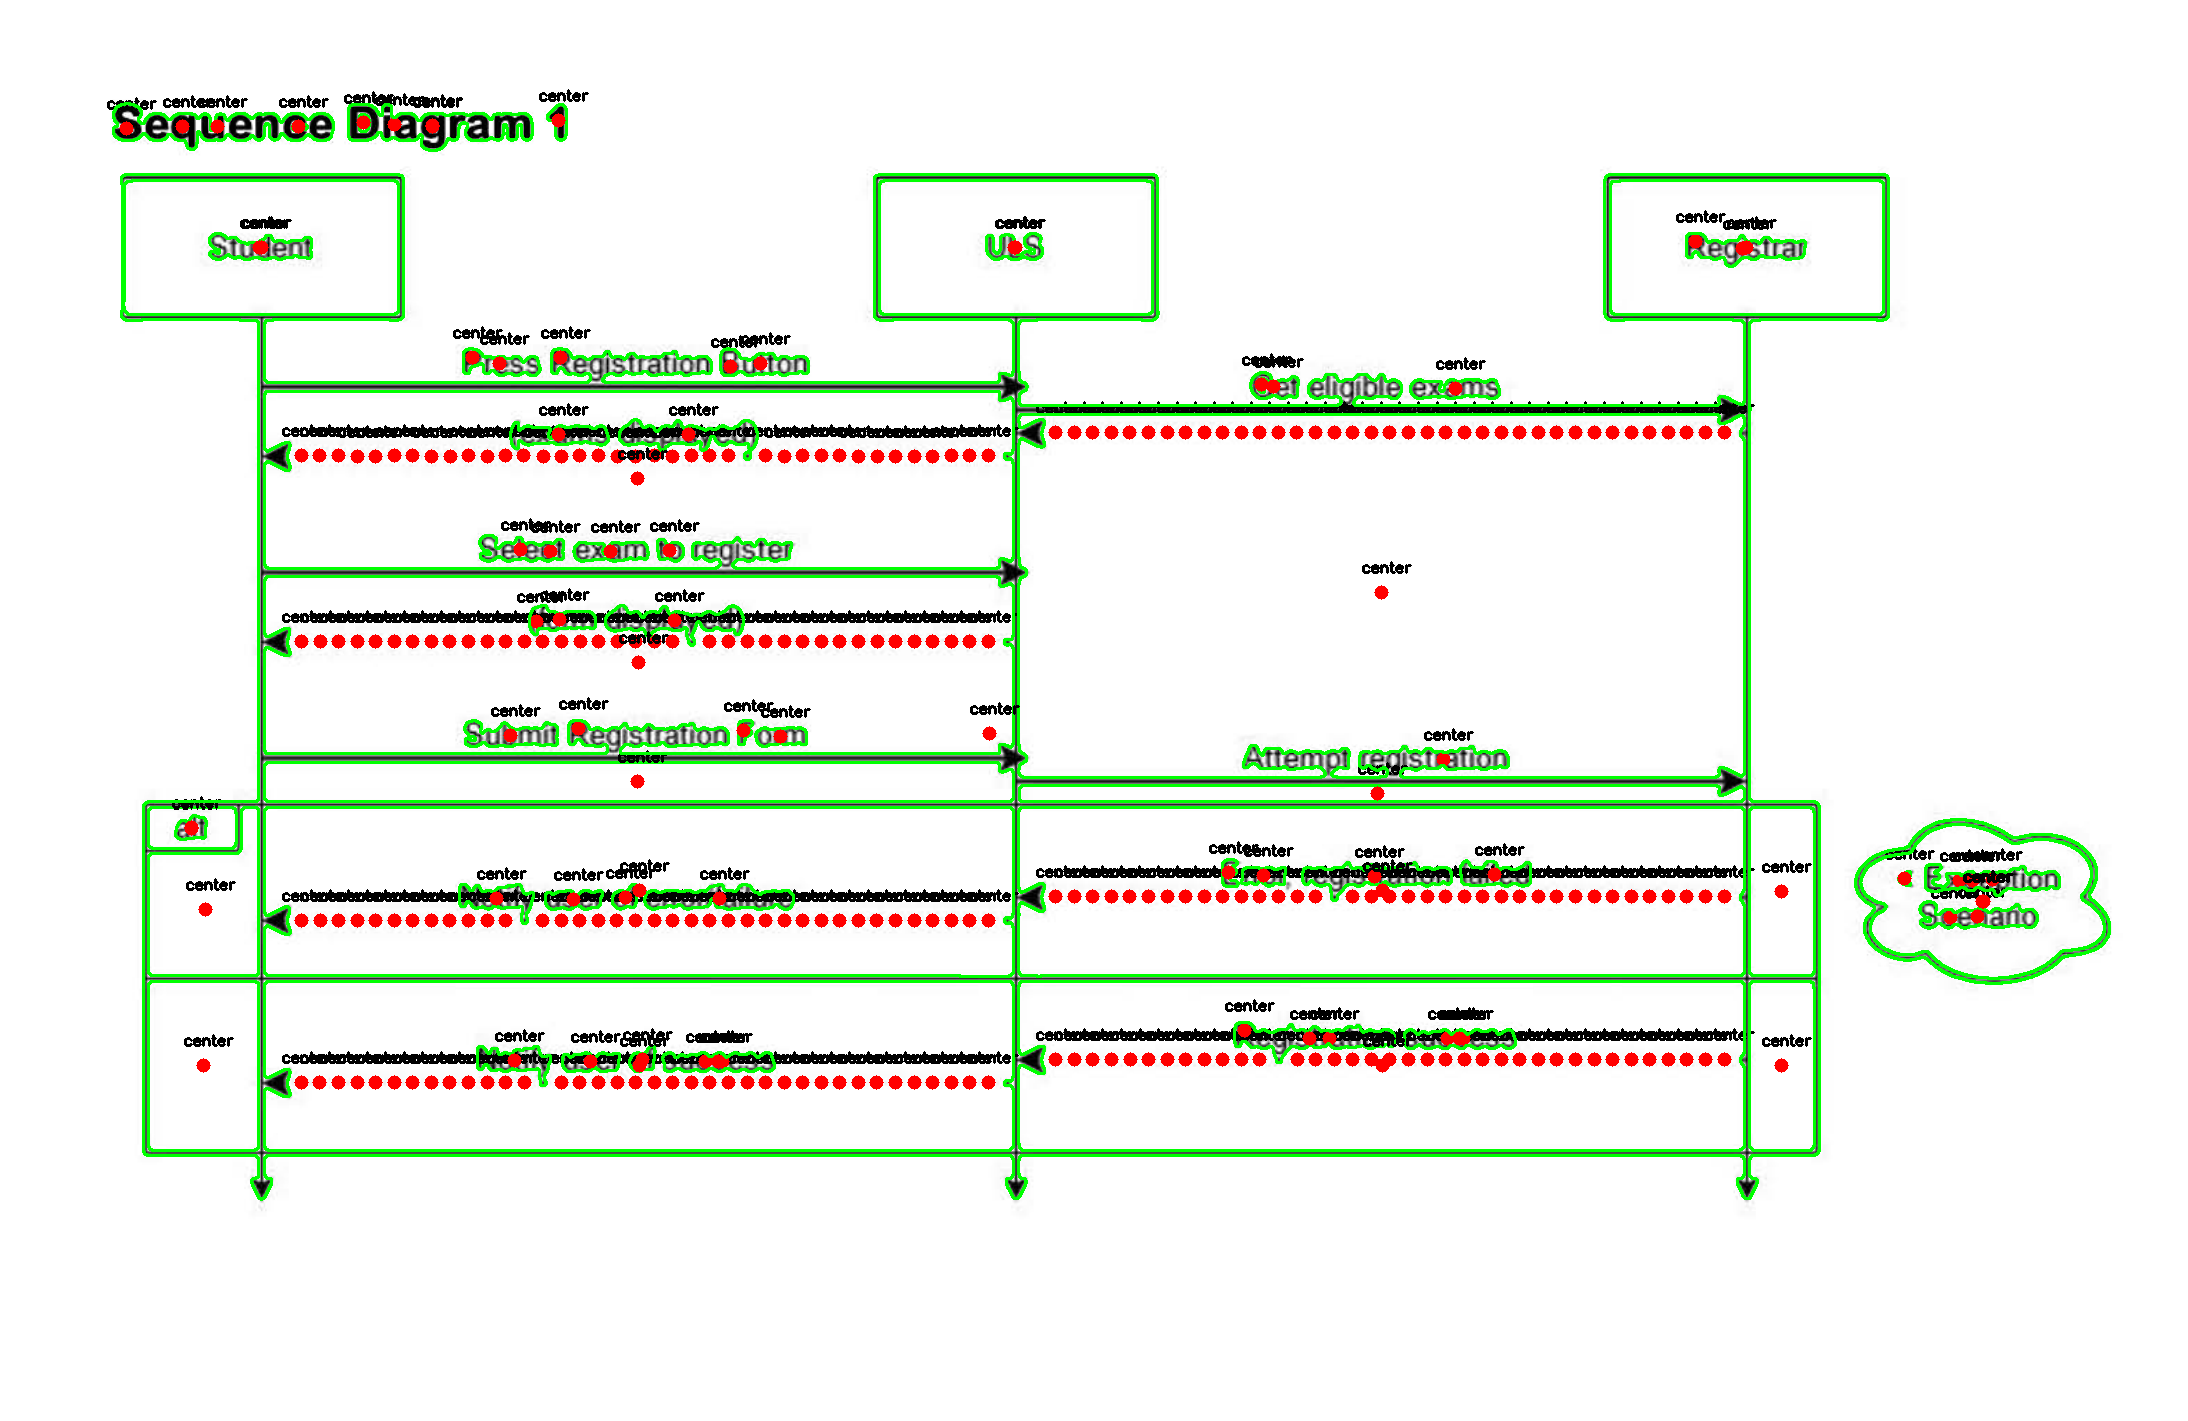 Sequence Diagram 1
Student
ULS
Registrar
Press Registration Button
Get eligible exams
(exams displayed)
Select exam to register
(form displayed)
Submit Registration Form
Attempt registration
alt
Error, registration failed
Notify user of
Exception
Scenario
Registration success
Notify user of success
center